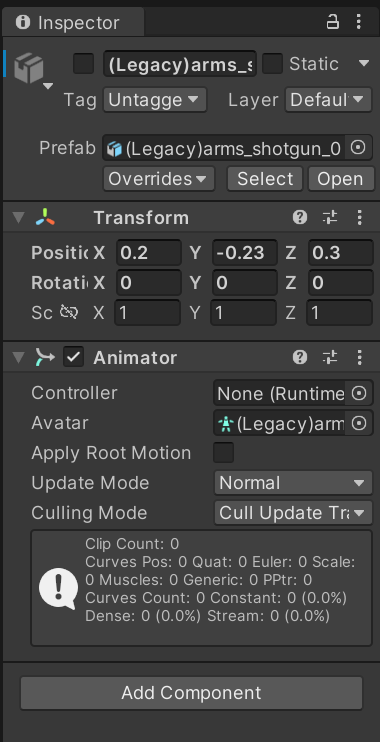 Inspector
(Legacy)arms_s Static
Tag Untagge Layer Defaul
Prefab (Legacy)arms_shotgun_0
Overrides Select Open
Transform
Positic X 0.2 Y -0.23 Z 0.3
Rotati X 0 Y 0 Z 0
Sc X 1 Y 1 Z 1
Animator
Controller None (Runtime
Avatar (Legacy)arm
Apply Root Motion
Update Mode Normal
Culling Mode Cull Update Tra
Clip Count: 0
Curves Pos: 0 Quat: 0 Euler: 0 Scale:
0 Muscles: 0 Generic: 0 PPtr: 0
Curves Count: 0 Constant: 0 (0.0%)
Dense: 0 (0.0%) Stream: 0 (0.0%)
Add Component